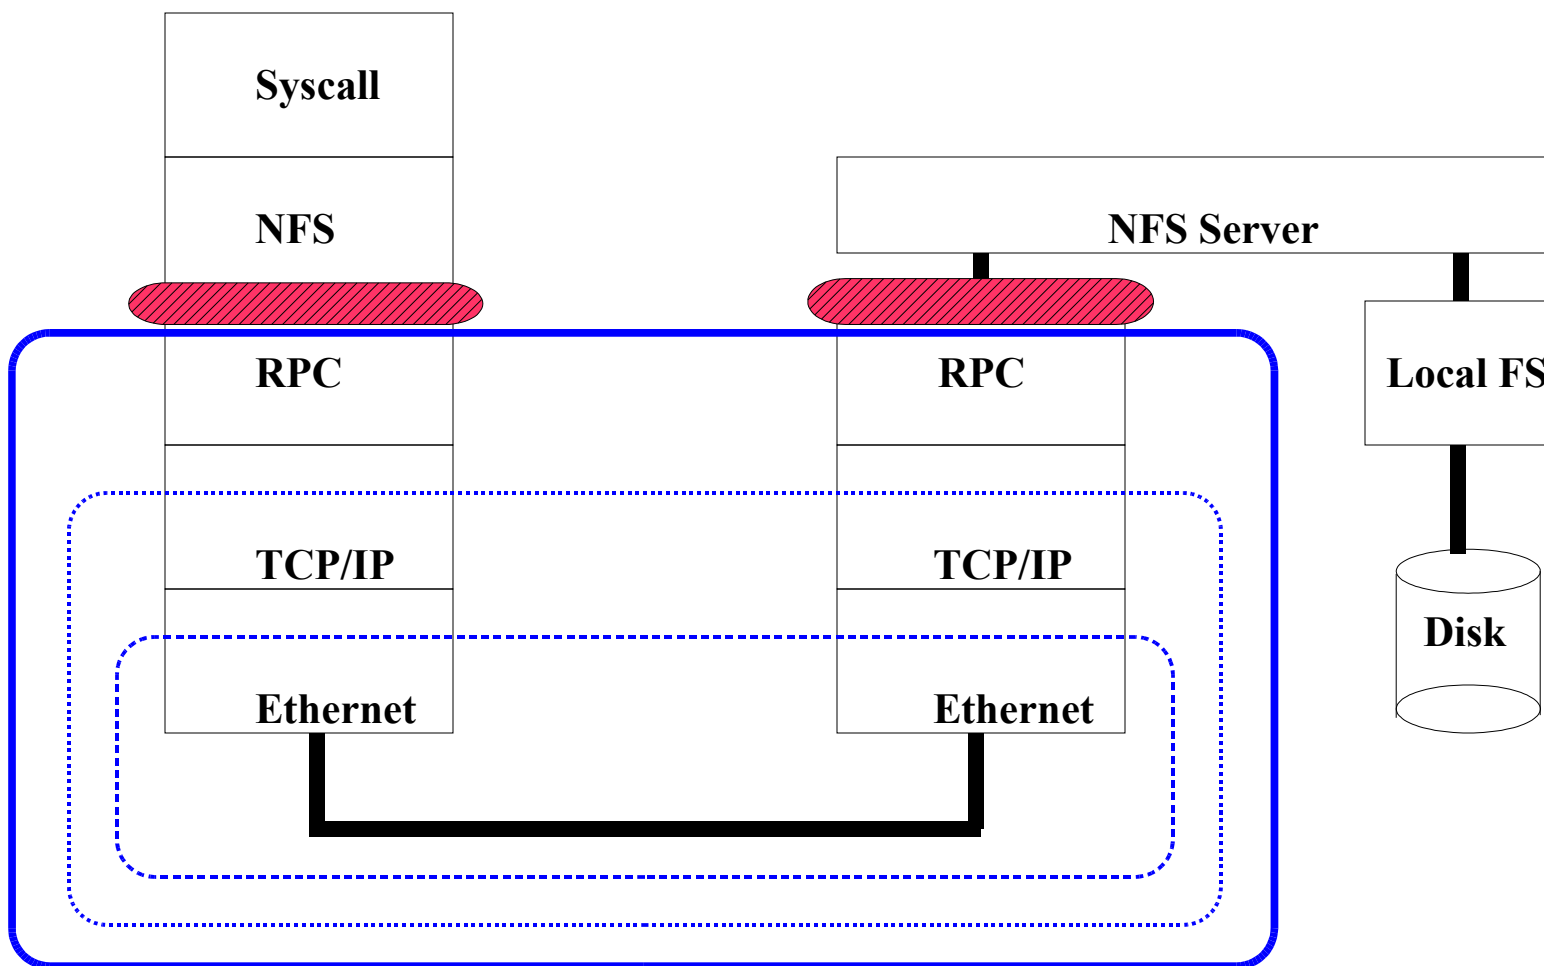 Syscall
NFS
NFS Server
RPC
RPC
Local FS
TCP/IP
TCP/IP
Disk
Ethernet
Ethernet